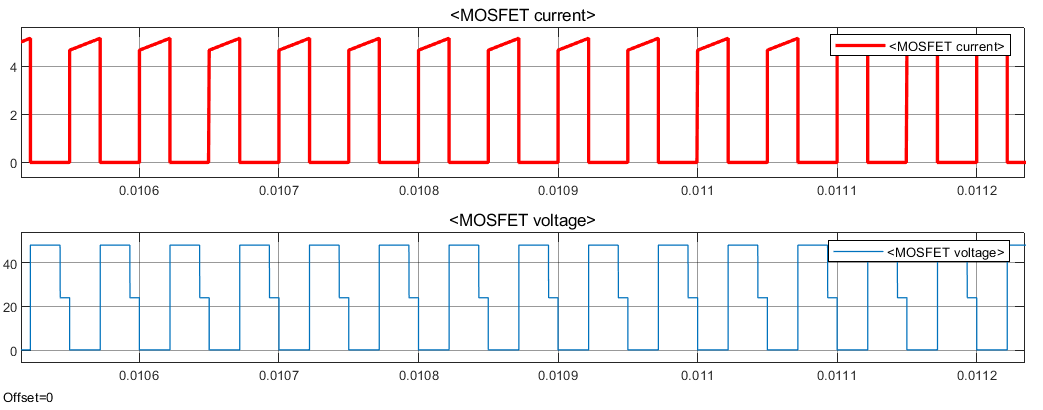 <MOSFET current>
<MOSFET current>
4
2
0
0.0106 0.0107 0.0108 0.0109 0.011 0.0111 0.0112
<MOSFET voltage>
<MOSFET voltage>
40
20
0
0.0106 0.0107 0.0108 0.0109 0.011 0.0111 0.0112
Offset=0